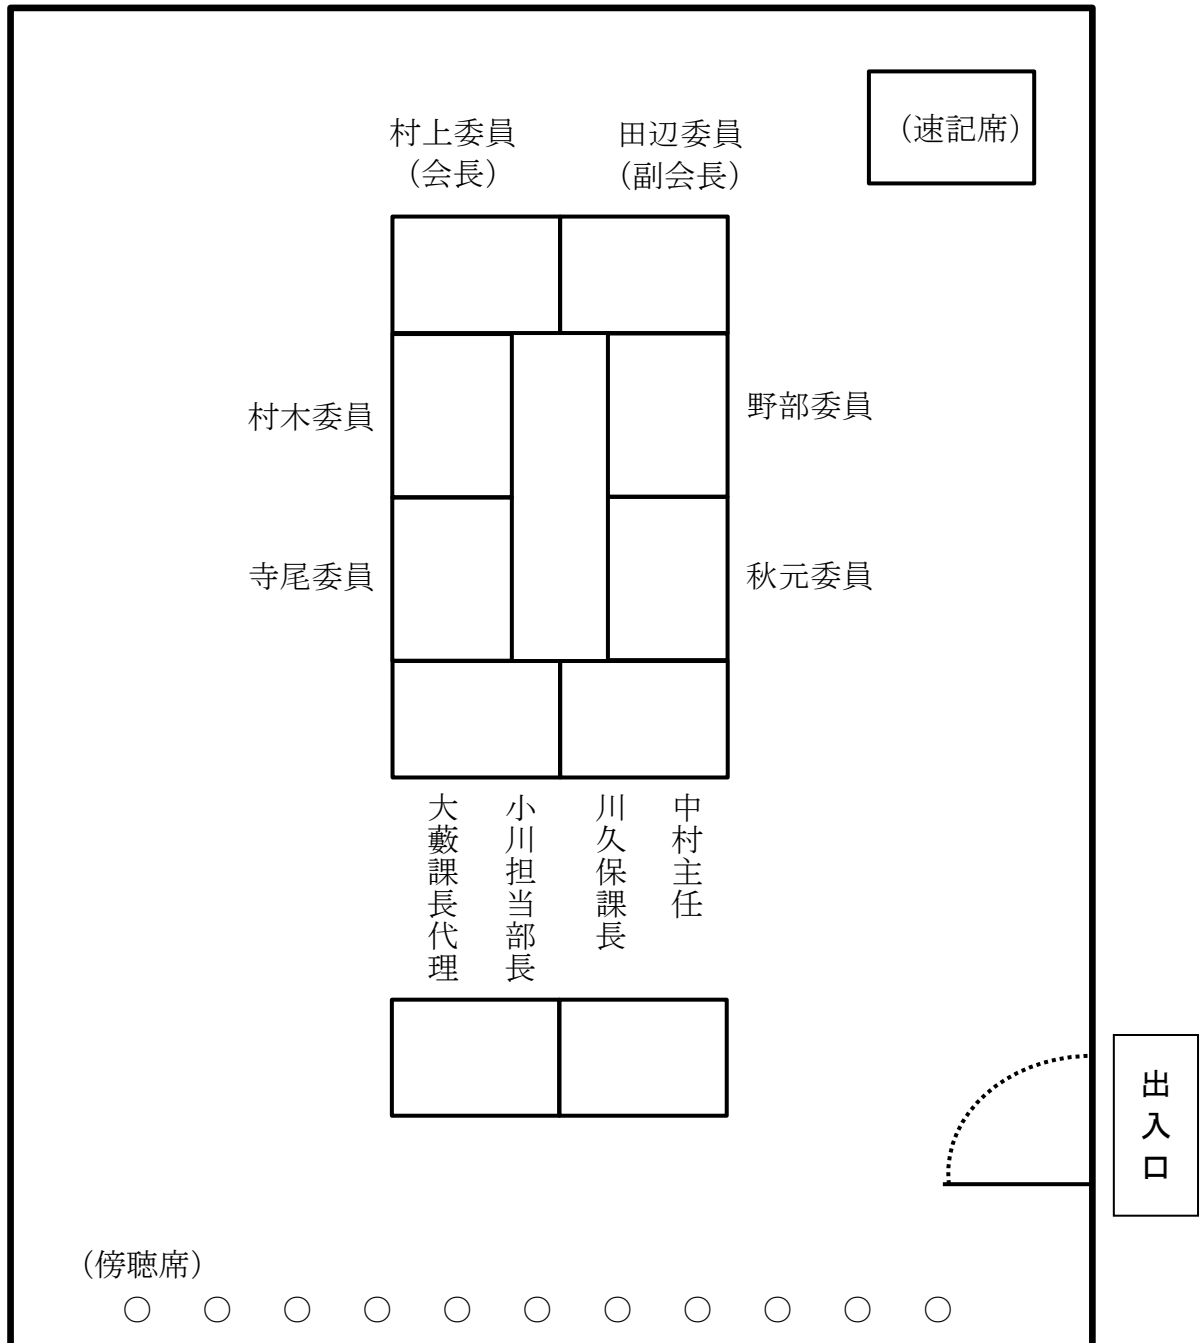 (速記席)
村上委員
(会長)
田辺委員
(副会長)
村木委員
野部委員
寺尾委員
秋元委員
大藪課長代理
小川担当部長
川久保課長
中村主任
出入口
(傍聴席)
○ ○ ○ ○ ○ ○ ○ ○ ○ ○ ○